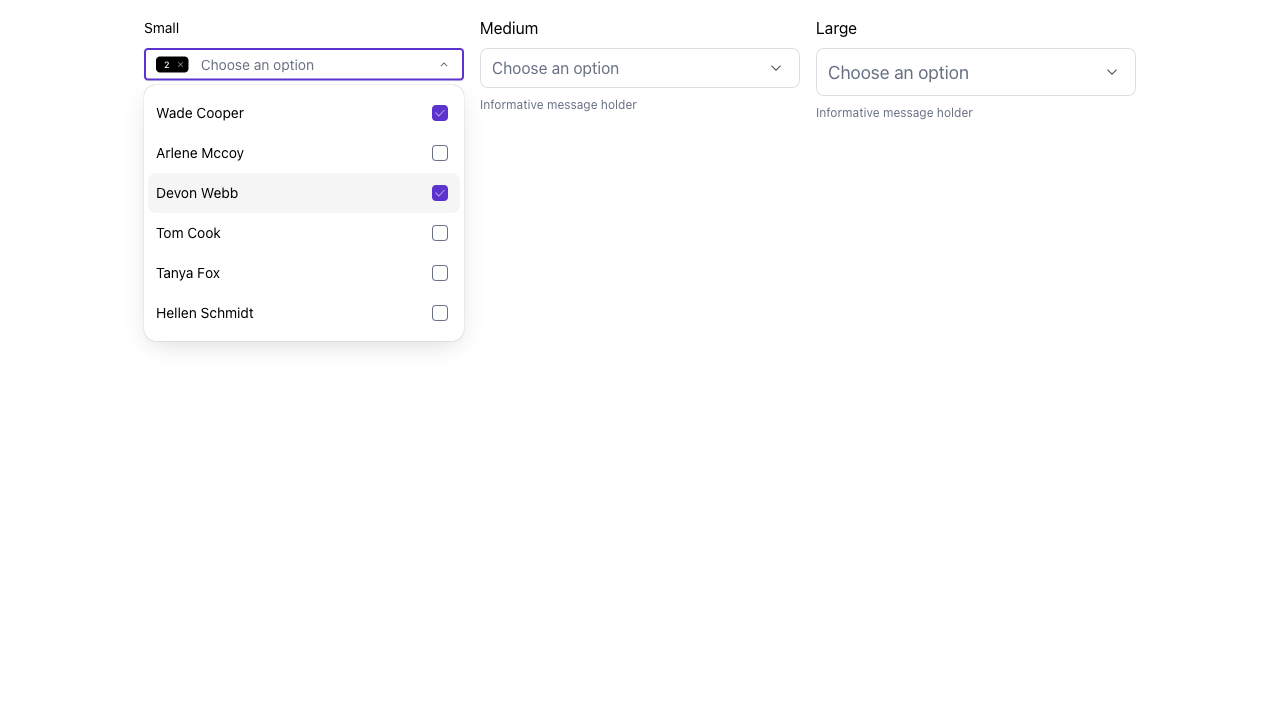 Small
Medium
Large
2 Choose an option
Choose an option
Choose an option
Informative message holder
Informative message holder
Wade Cooper
Arlene Mccoy
Devon Webb
Tom Cook
Tanya Fox
Hellen Schmidt